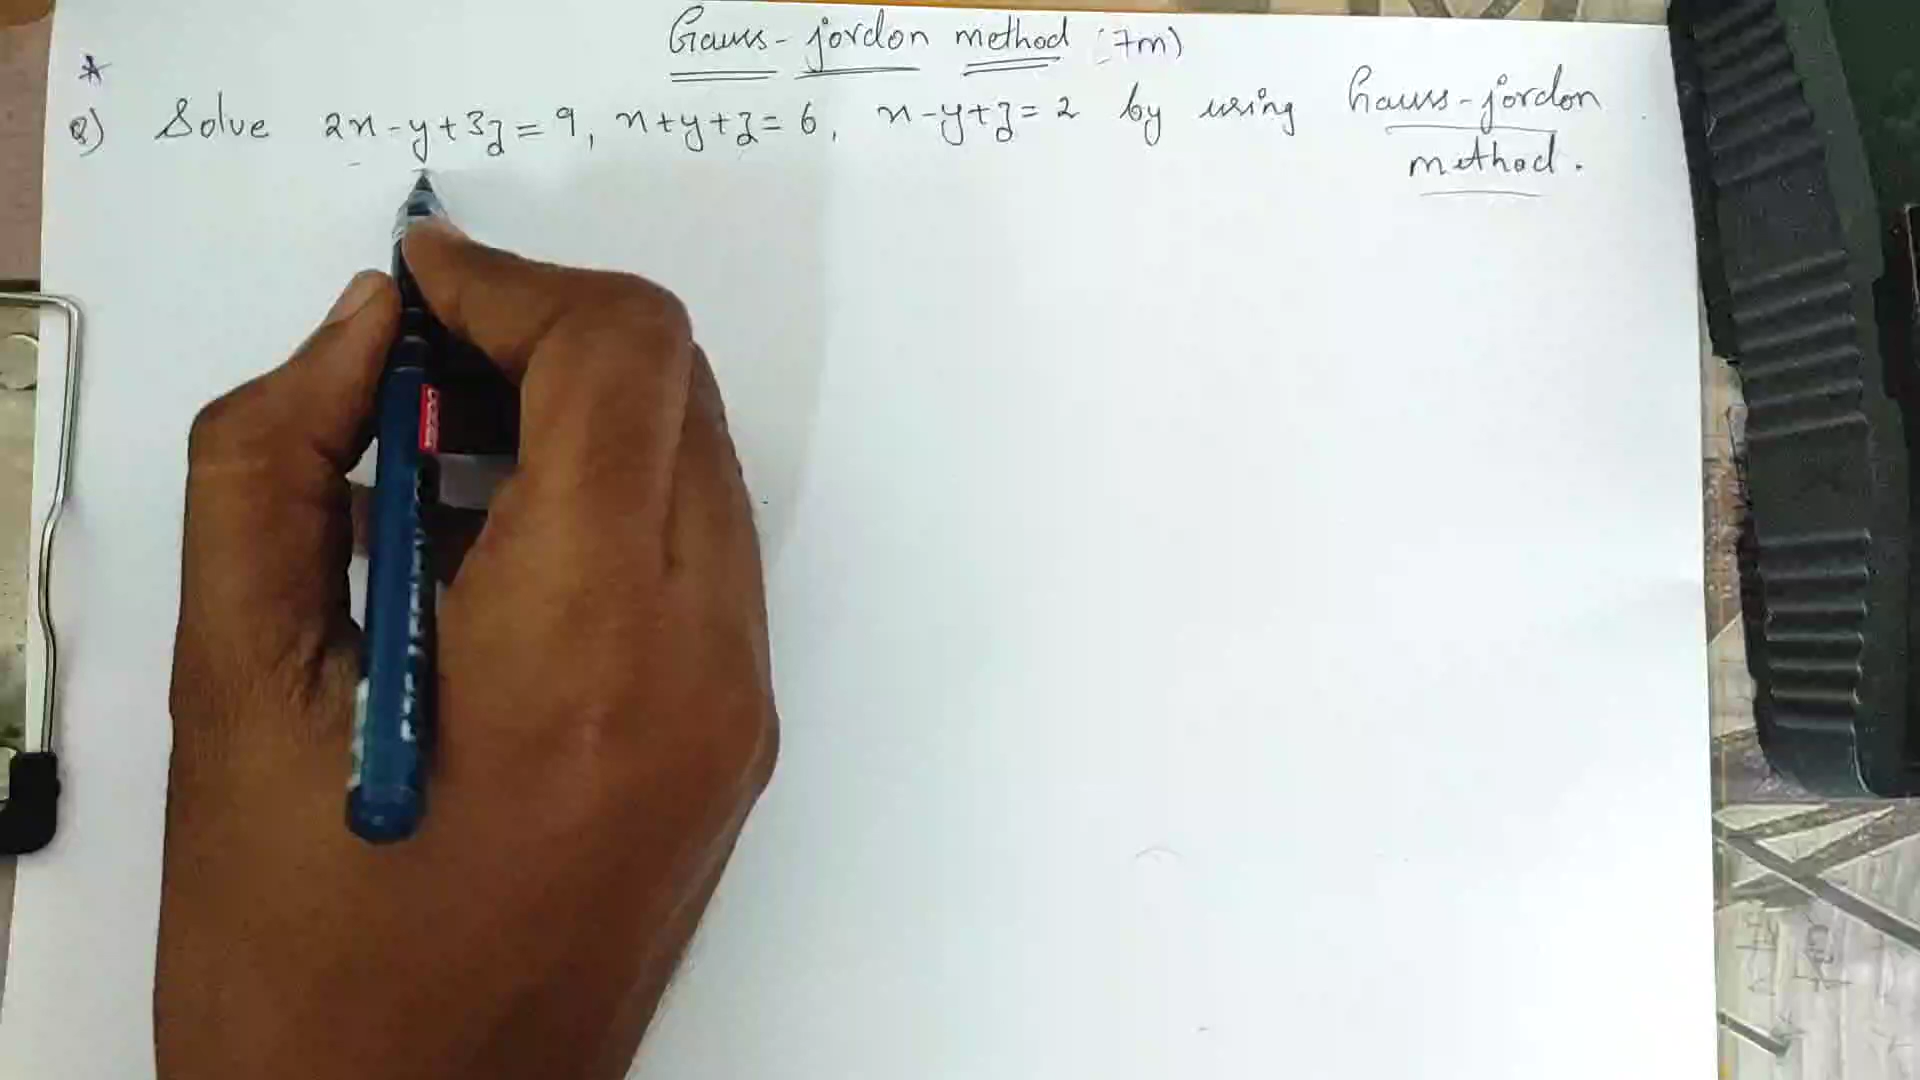 Gauss - jordon method (7m)
*
Q) Solve 2x - y + 3z = 9, x + y + z = 6, x - y + z = 2 by using Gauss - jordon
method.